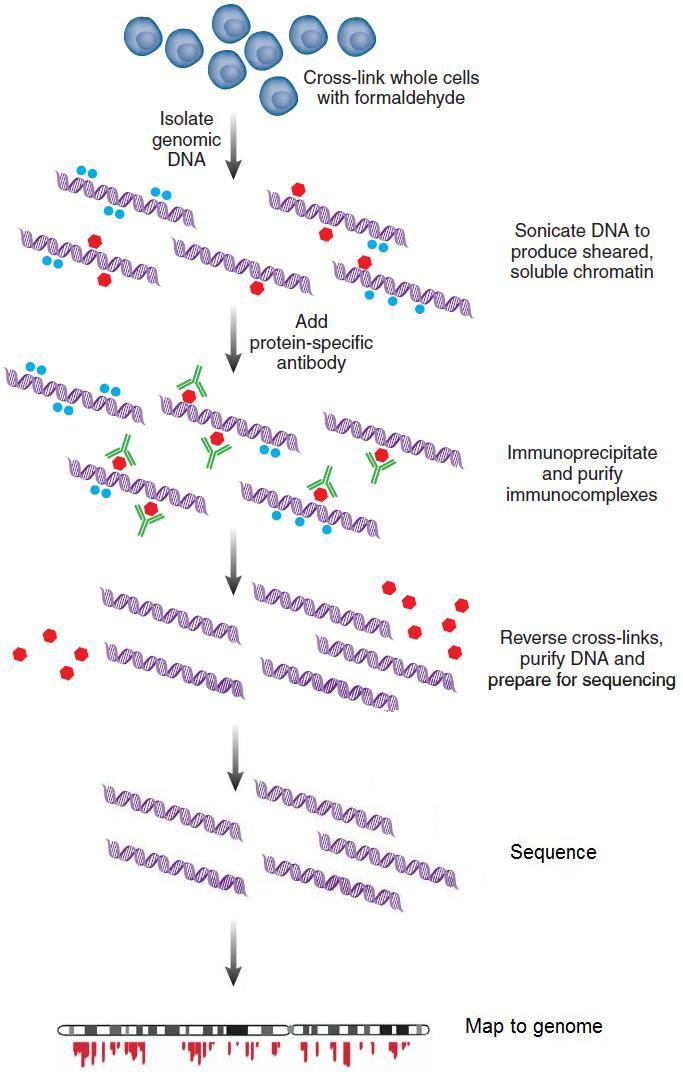 Cross-link whole cells
with formaldehyde
Isolate
genomic
DNA
Sonicate DNA to
produce sheared,
soluble chromatin
Add
protein-specific
antibody
Immunoprecipitate
and purify
immunocomplexes
Reverse cross-links,
purify DNA and
prepare for sequencing
Sequence
Map to genome